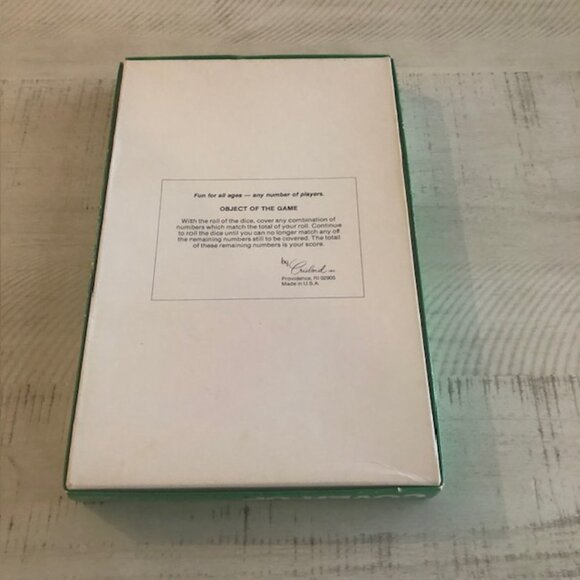 Fun for all ages — any number of players.
OBJECT OF THE GAME
With the roll of the dice, cover any combination of
numbers which match the total of your roll. Continue
to roll the dice until you can no longer match any of
the remaining numbers still to be covered. The total
of these remaining numbers is your score.
by
Providence, RI 02905
Made in U.S.A.